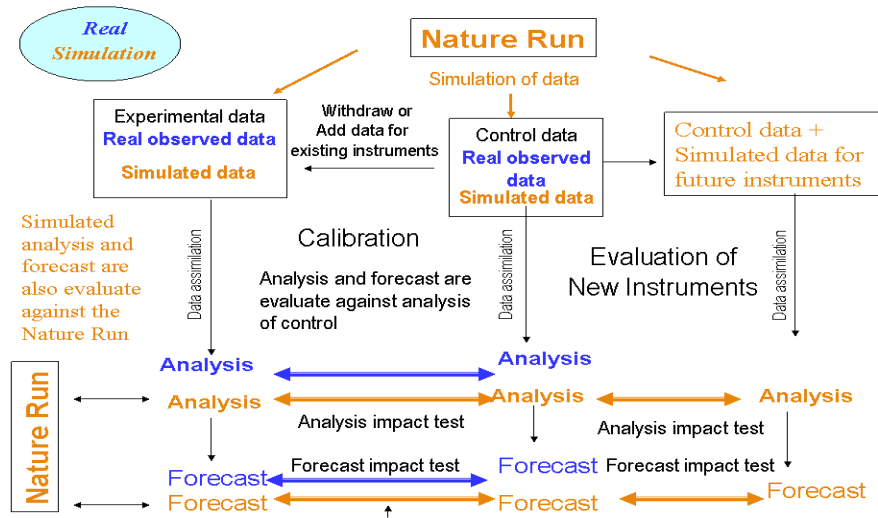 Real
Simulation
Nature Run
Simulation of data
Experimental data
Real observed data
Simulated data
Withdraw or
Add data for
existing instruments
Control data
Real observed
data
Simulated data
Control data +
Simulated data for
future instruments
Simulated
analysis and
forecast are
also evaluate
against the
Nature Run
Data assimilation
Calibration
Analysis and forecast are
evaluate against analysis
of control
Data assimilation
Evaluation of
New Instruments
Data assimilation
Nature Run
Analysis
Analysis
Analysis
Analysis
Analysis
Analysis impact test
Analysis impact test
Forecast
Forecast impact test
Forecast
Forecast impact test
Forecast
Forecast
Forecast